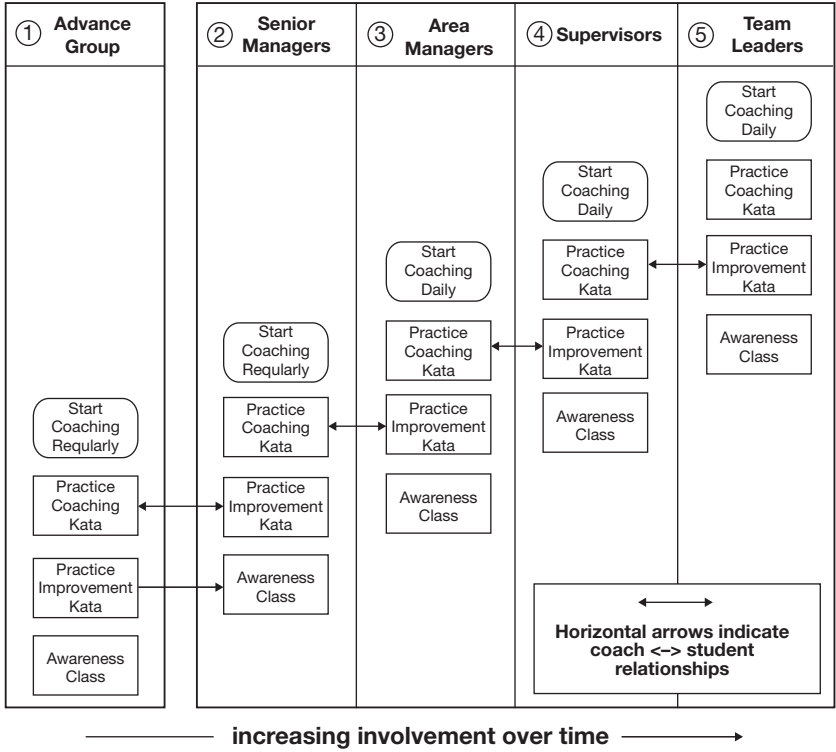 1 Advance
Group
2 Senior
Managers
3 Area
Managers
4 Supervisors
5 Team
Leaders
Start
Coaching
Reqularly
Practice
Coaching
Kata
Practice
Improvement
Kata
Awareness
Class
Start
Coaching
Reqularly
Practice
Coaching
Kata
Practice
Improvement
Kata
Awareness
Class
Start
Coaching
Daily
Practice
Coaching
Kata
Practice
Improvement
Kata
Awareness
Class
Start
Coaching
Daily
Practice
Coaching
Kata
Practice
Improvement
Kata
Awareness
Class
Start
Coaching
Daily
Practice
Coaching
Kata
Practice
Improvement
Kata
Awareness
Class
Horizontal arrows indicate
coach <–> student
relationships
increasing involvement over time